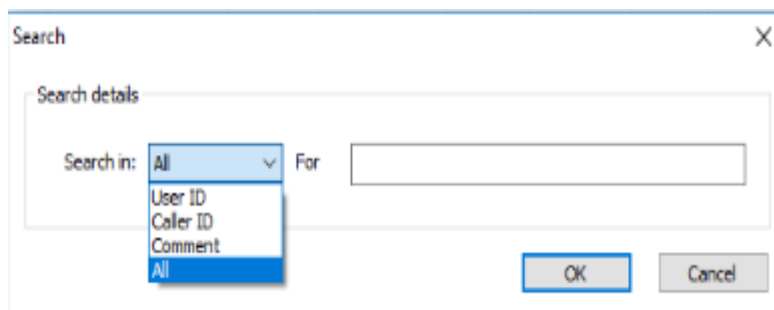 Search
Search details
Search in: All For
User ID
Caller ID
Comment
All
OK Cancel